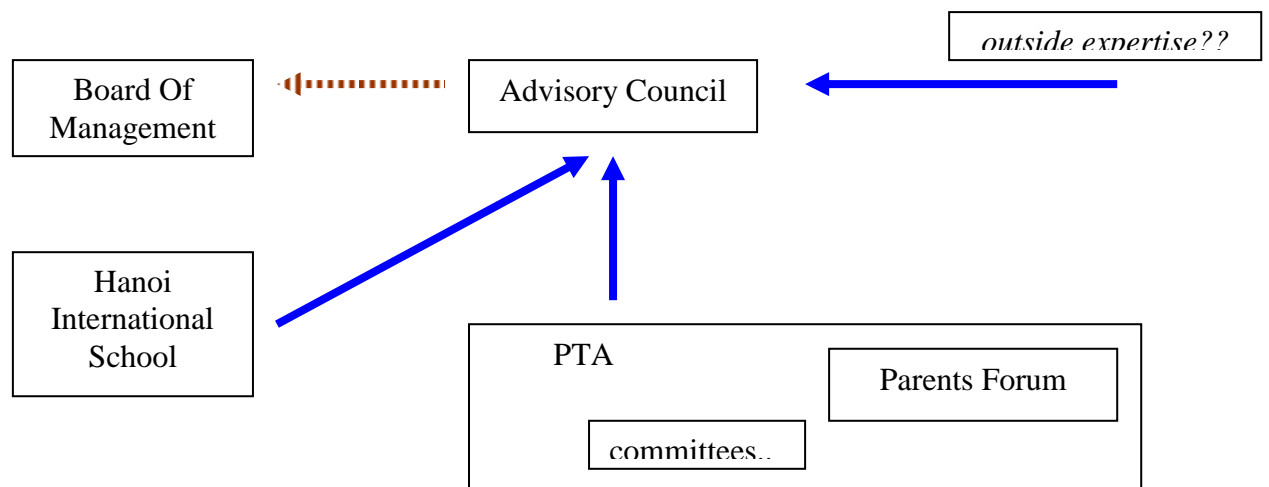 outside expertise??
Board Of
Management
Advisory Council
Hanoi
International
School
PTA
Parents Forum
committees..